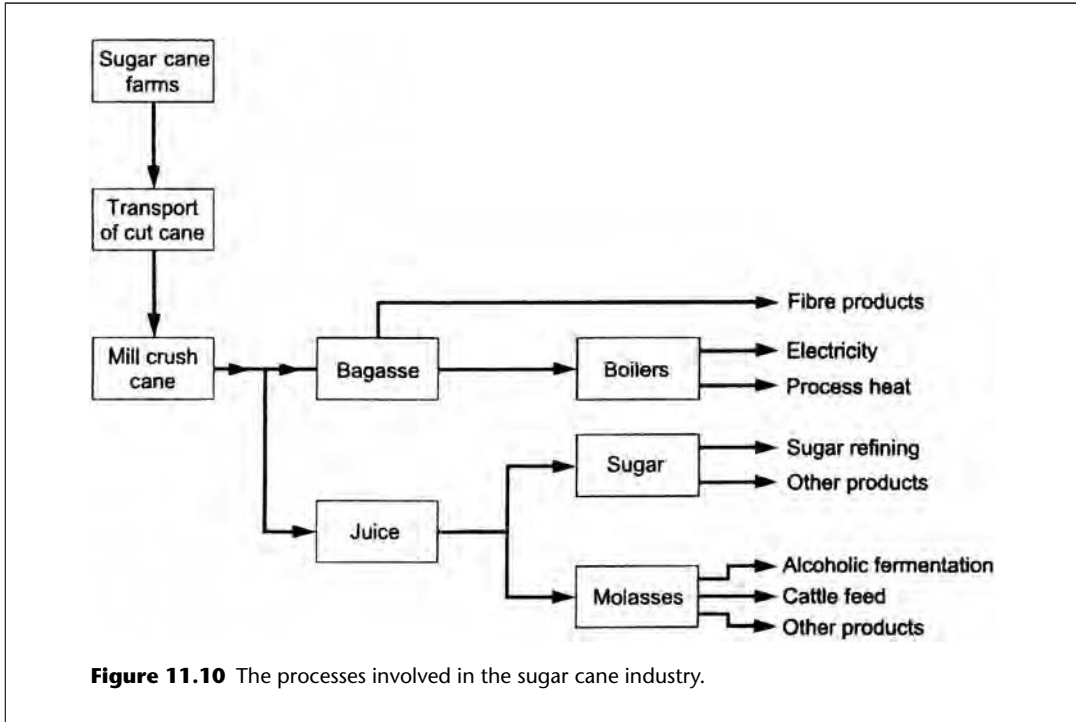 Sugar cane
farms
Transport
of cut cane
Mill crush
cane
Bagasse
Juice
Boilers
Sugar
Molasses
Fibre products
Electricity
Process heat
Sugar refining
Other products
Alcoholic fermentation
Cattle feed
Other products
Figure 11.10 The processes involved in the sugar cane industry.